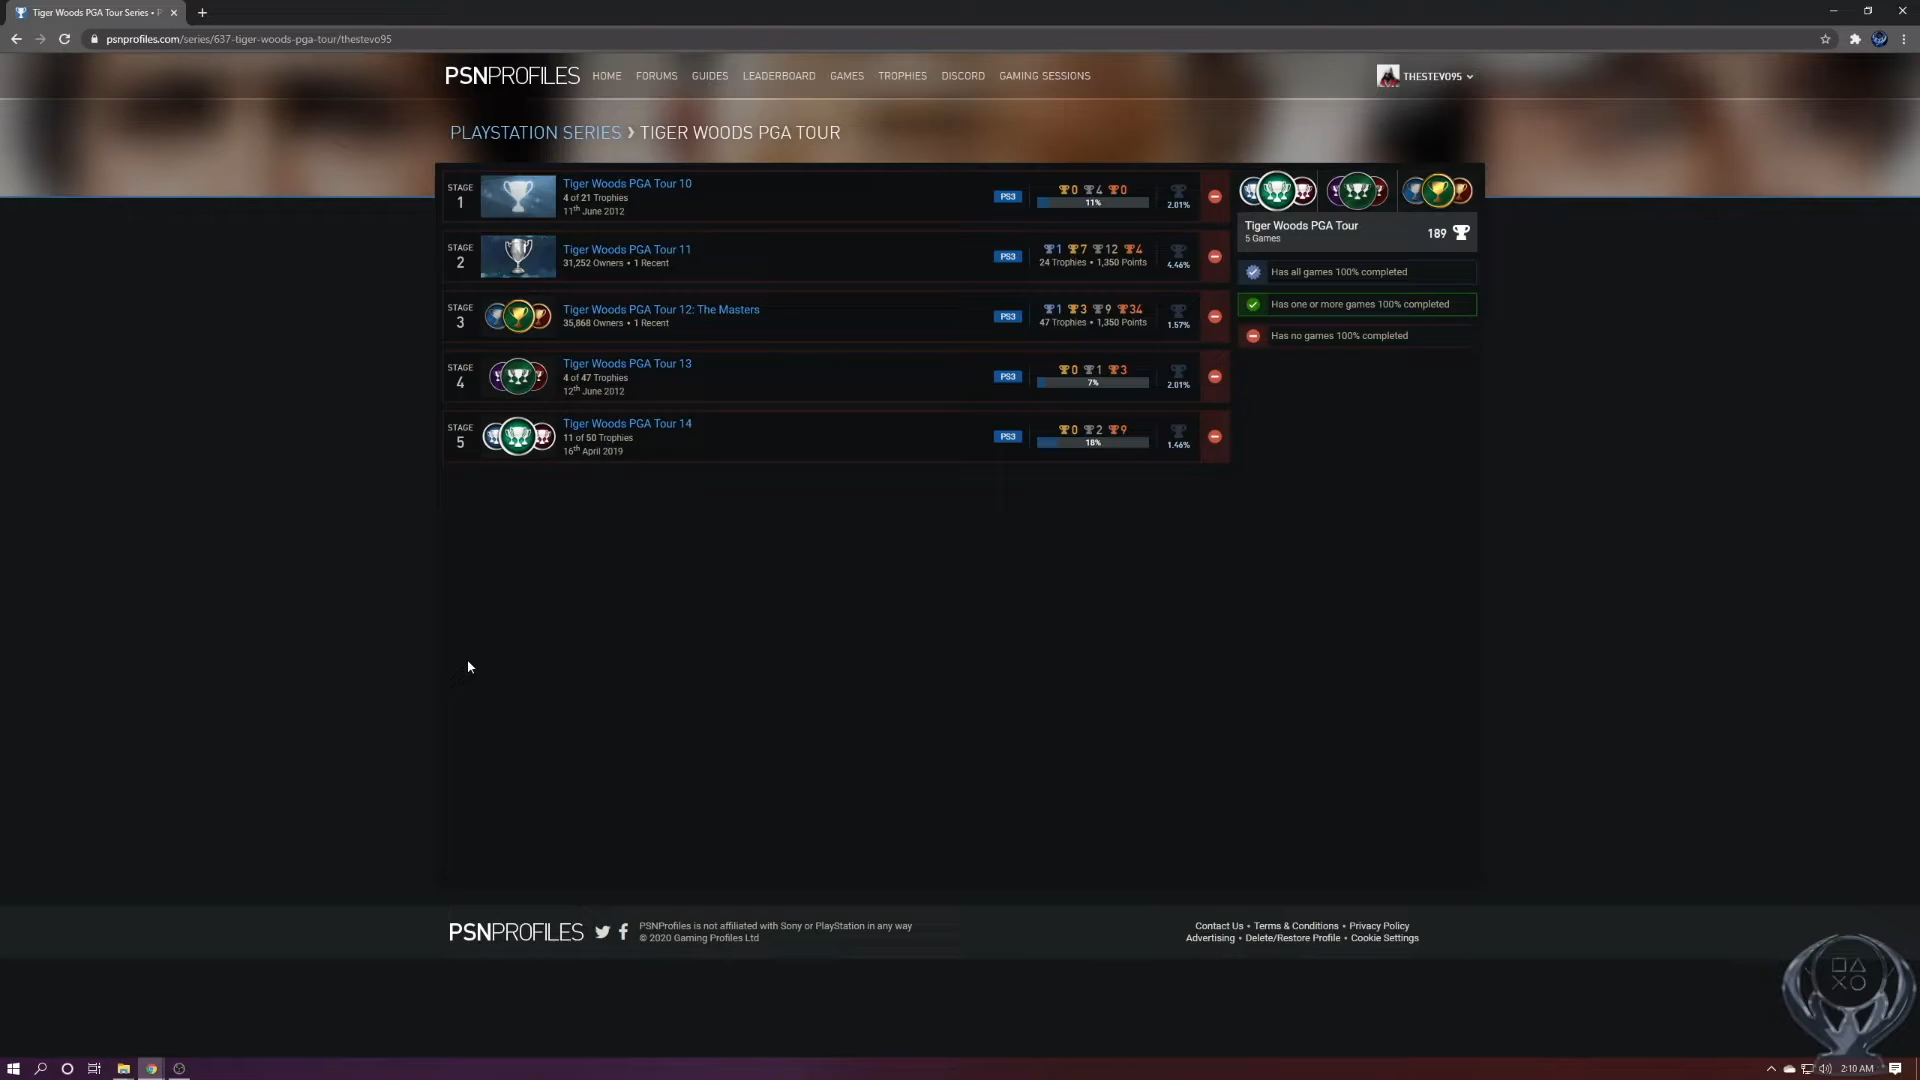 Tiger Woods PGA Tour Series • P
psnprofiles.com/series/637-tiger-woods-pga-tour/thestevo95
PSNPROFILES HOME FORUMS GUIDES LEADERBOARD GAMES TROPHIES DISCORD GAMING SESSIONS THESTEVO95
PLAYSTATION SERIES › TIGER WOODS PGA TOUR
STAGE 1
Tiger Woods PGA Tour 10
4 of 21 Trophies
11th June 2012
PS3
0 4 0
11%
2.01%
STAGE 2
Tiger Woods PGA Tour 11
31,252 Owners • 1 Recent
PS3
1 7 12 4
24 Trophies • 1,350 Points
4.46%
STAGE 3
Tiger Woods PGA Tour 12: The Masters
35,868 Owners • 1 Recent
PS3
1 3 9 34
47 Trophies • 1,350 Points
1.57%
STAGE 4
Tiger Woods PGA Tour 13
4 of 47 Trophies
12th June 2012
PS3
0 1 3
7%
2.01%
STAGE 5
Tiger Woods PGA Tour 14
11 of 50 Trophies
16th April 2019
PS3
0 2 9
18%
1.46%
Tiger Woods PGA Tour
5 Games
189
Has all games 100% completed
Has one or more games 100% completed
Has no games 100% completed
PSNPROFILES
PSNProfiles is not affiliated with Sony or PlayStation in any way
© 2020 Gaming Profiles Ltd
Contact Us • Terms & Conditions • Privacy Policy
Advertising • Delete/Restore Profile • Cookie Settings
2:10 AM